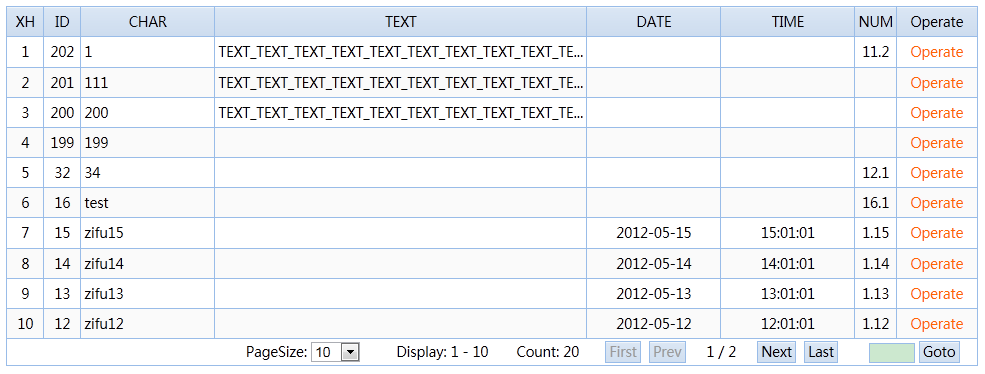 XH ID CHAR TEXT DATE TIME NUM Operate
1 202 1 TEXT_TEXT_TEXT_TEXT_TEXT_TEXT_TEXT_TEXT_TEXT_TE... 11.2 Operate
2 201 111 TEXT_TEXT_TEXT_TEXT_TEXT_TEXT_TEXT_TEXT_TEXT_TE... Operate
3 200 200 TEXT_TEXT_TEXT_TEXT_TEXT_TEXT_TEXT_TEXT_TEXT_TE... Operate
4 199 199 Operate
5 32 34 12.1 Operate
6 16 test 16.1 Operate
7 15 zifu15 2012-05-15 15:01:01 1.15 Operate
8 14 zifu14 2012-05-14 14:01:01 1.14 Operate
9 13 zifu13 2012-05-13 13:01:01 1.13 Operate
10 12 zifu12 2012-05-12 12:01:01 1.12 Operate
PageSize: 10 Display: 1 - 10 Count: 20 First Prev 1 / 2 Next Last Goto